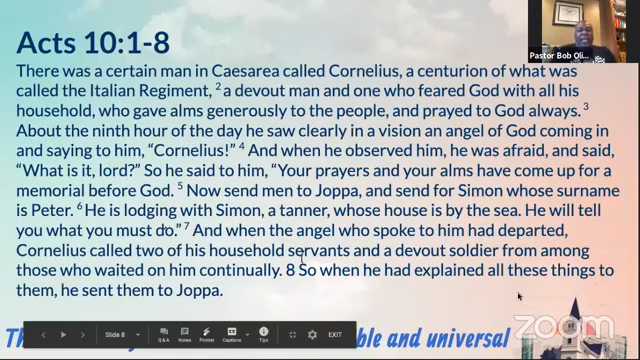 Acts 10:1-8
Pastor Bob Oli
There was a certain man in Caesarea called Cornelius, a centurion of what was
called the Italian Regiment, 2 a devout man and one who feared God with all his
household, who gave alms generously to the people, and prayed to God always. 3
About the ninth hour of the day he saw clearly in a vision an angel of God coming in
and saying to him, “Cornelius!” 4 And when he observed him, he was afraid, and said,
“What is it, lord?” So he said to him, “Your prayers and your alms have come up for a
memorial before God. 5 Now send men to Joppa, and send for Simon whose surname
is Peter. 6 He is lodging with Simon, a tanner, whose house is by the sea. He will tell
you what you must do.” 7 And when the angel who spoke to him had departed,
Cornelius called two of his household servants and a devout soldier from among
those who waited on him continually. 8 So when he had explained all these things to
them, he sent them to Joppa.
Slide 8 Q&A Notes Pointer Captions Tips EXIT
and universal
zoom